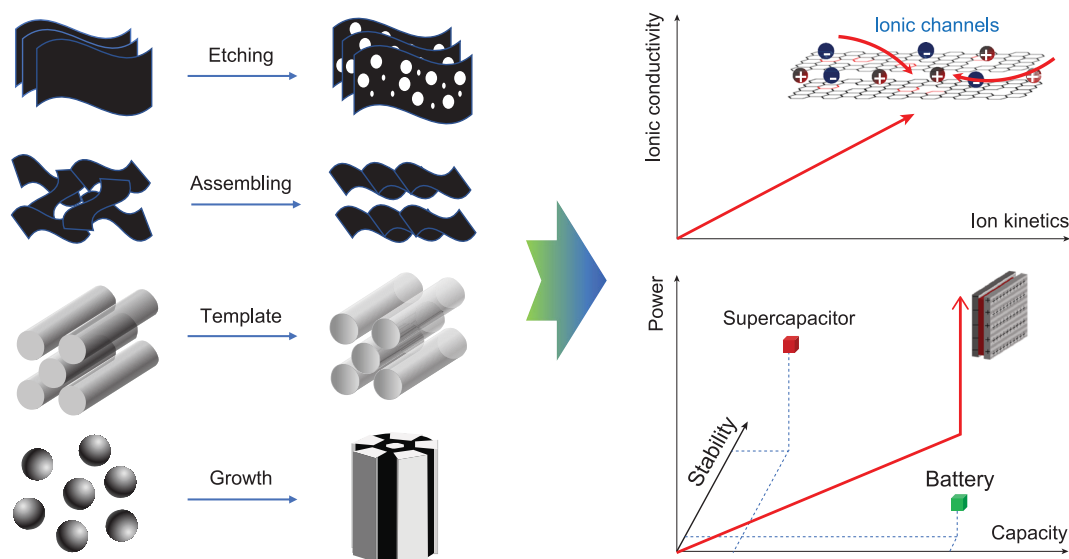 Etching
Assembling
Template
Growth
Ionic channels
Ionic conductivity
Ion kinetics
Power
Supercapacitor
Stability
Battery
Capacity